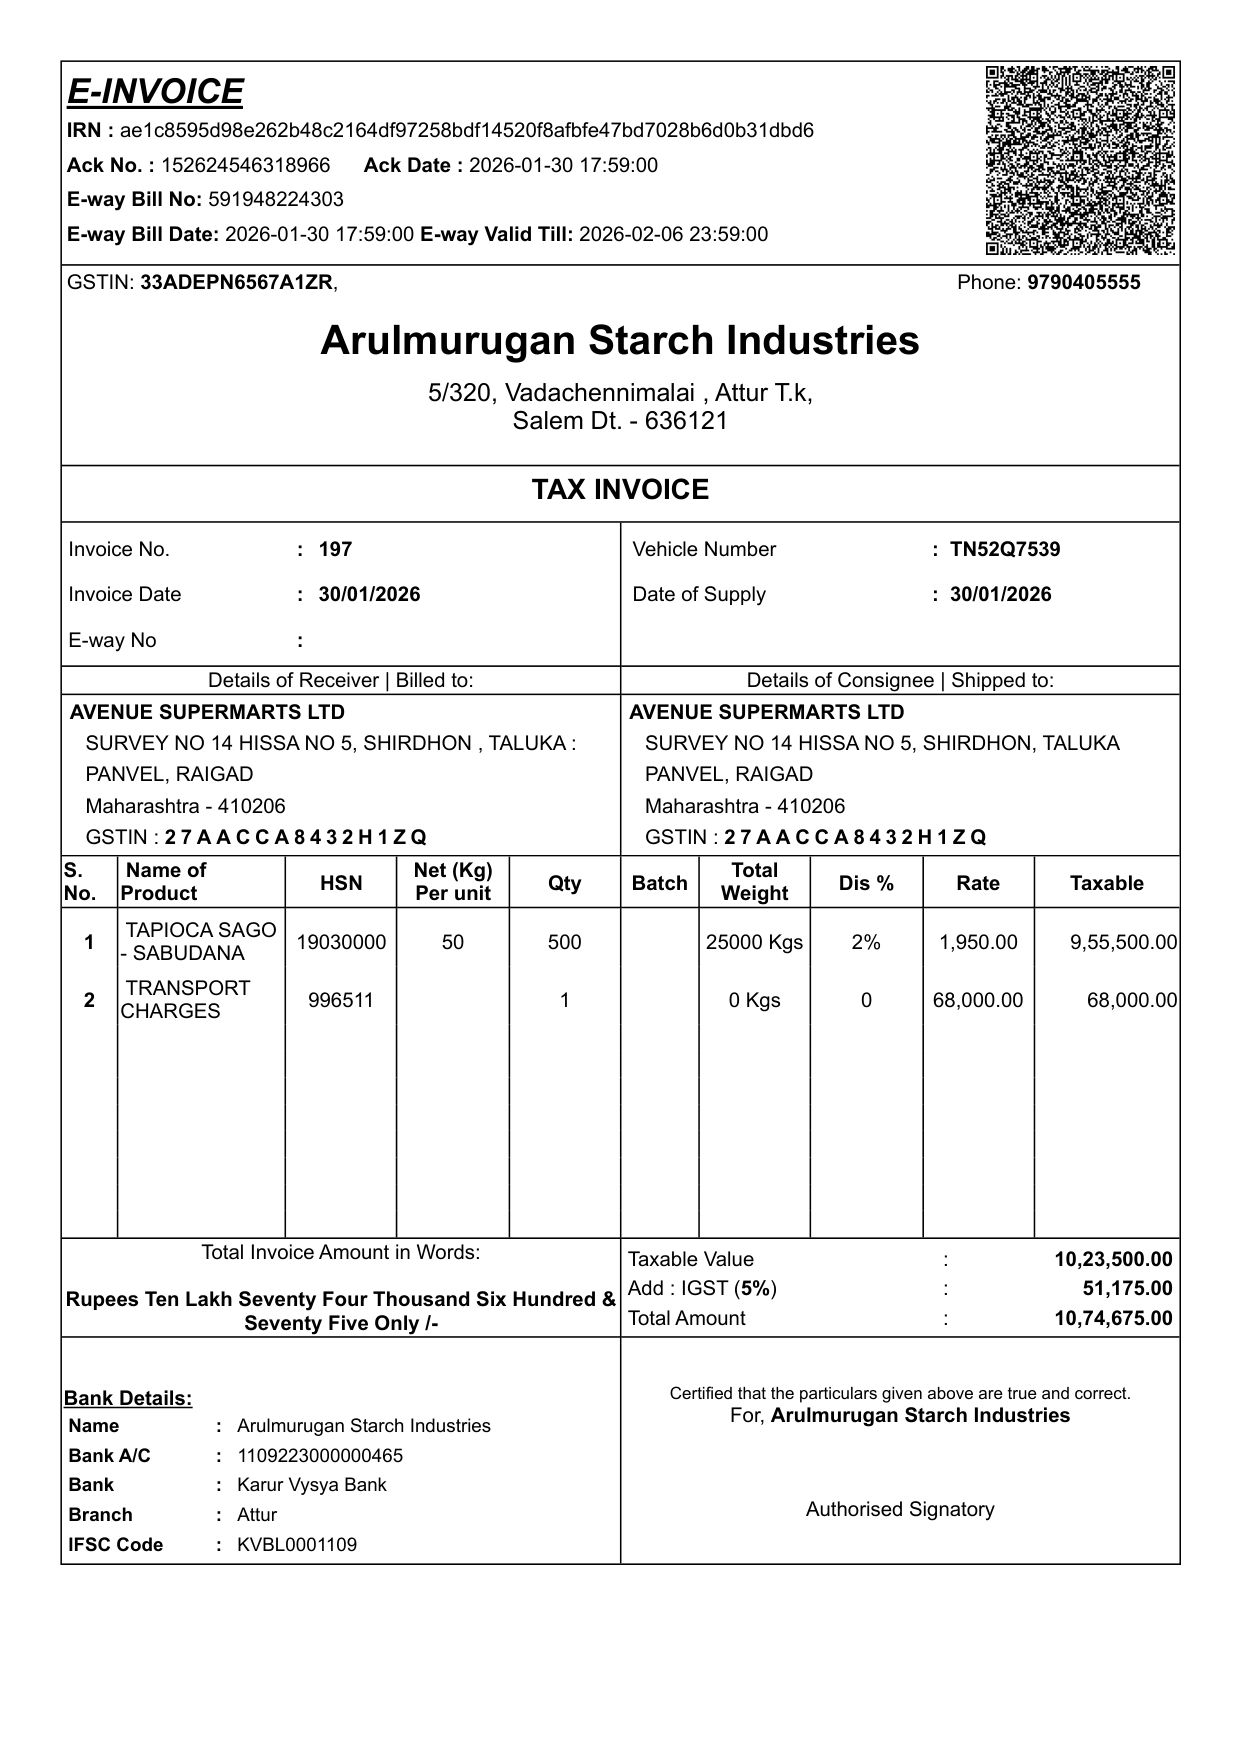 E-INVOICE
IRN : ae1c8595d98e262b48c2164df97258bdf14520f8afbfe47bd7028b6d0b31dbd6
Ack No. : 152624546318966 Ack Date : 2026-01-30 17:59:00
E-way Bill No: 591948224303
E-way Bill Date: 2026-01-30 17:59:00 E-way Valid Till: 2026-02-06 23:59:00
GSTIN: 33ADEPN6567A1ZR, Phone: 9790405555
Arulmurugan Starch Industries
5/320, Vadachennimalai , Attur T.k,
Salem Dt. - 636121
TAX INVOICE
Invoice No. : 197 Vehicle Number : TN52Q7539
Invoice Date : 30/01/2026 Date of Supply : 30/01/2026
E-way No :
Details of Receiver | Billed to: Details of Consignee | Shipped to:
AVENUE SUPERMARTS LTD
SURVEY NO 14 HISSA NO 5, SHIRDHON , TALUKA :
PANVEL, RAIGAD
Maharashtra - 410206
GSTIN : 2 7 A A C C A 8 4 3 2 H 1 Z Q
AVENUE SUPERMARTS LTD
SURVEY NO 14 HISSA NO 5, SHIRDHON, TALUKA
PANVEL, RAIGAD
Maharashtra - 410206
GSTIN : 2 7 A A C C A 8 4 3 2 H 1 Z Q
S. No. Name of Product HSN Net (Kg) Per unit Qty Batch Total Weight Dis % Rate Taxable
1 TAPIOCA SAGO - SABUDANA 19030000 50 500 25000 Kgs 2% 1,950.00 9,55,500.00
2 TRANSPORT CHARGES 996511 1 0 Kgs 0 68,000.00 68,000.00
Total Invoice Amount in Words:
Rupees Ten Lakh Seventy Four Thousand Six Hundred &
Seventy Five Only /-
Taxable Value : 10,23,500.00
Add : IGST (5%) : 51,175.00
Total Amount : 10,74,675.00
Bank Details:
Name : Arulmurugan Starch Industries
Bank A/C : 1109223000000465
Bank : Karur Vysya Bank
Branch : Attur
IFSC Code : KVBL0001109
Certified that the particulars given above are true and correct.
For, Arulmurugan Starch Industries
Authorised Signatory